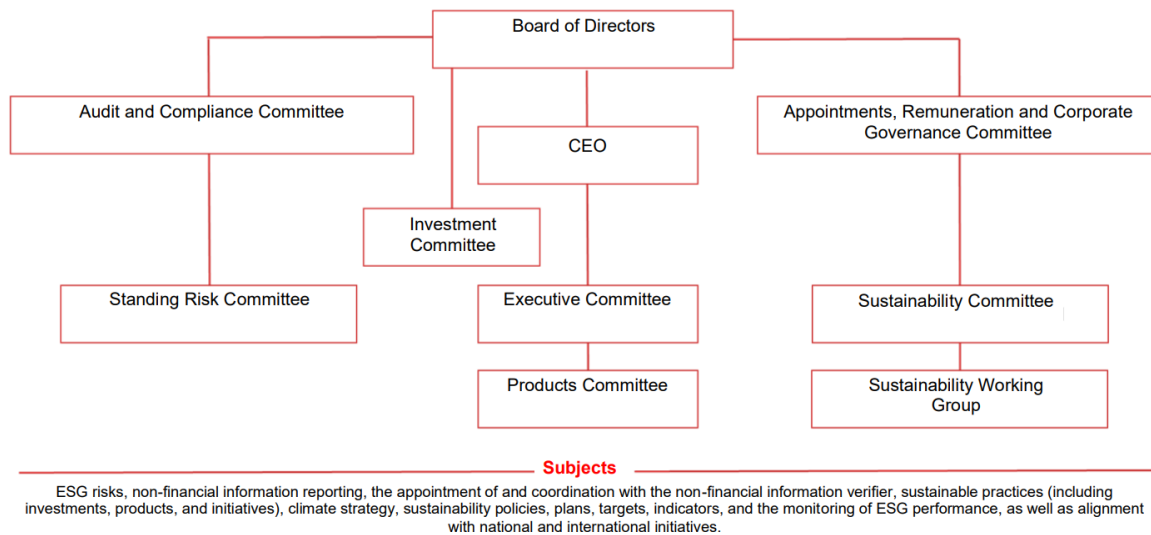 Board of Directors
Audit and Compliance Committee
Appointments, Remuneration and Corporate
Governance Committee
CEO
Investment
Committee
Standing Risk Committee
Executive Committee
Sustainability Committee
Products Committee
Sustainability Working
Group
Subjects
ESG risks, non-financial information reporting, the appointment of and coordination with the non-financial information verifier, sustainable practices (including
investments, products, and initiatives), climate strategy, sustainability policies, plans, targets, indicators, and the monitoring of ESG performance, as well as alignment
with national and international initiatives.